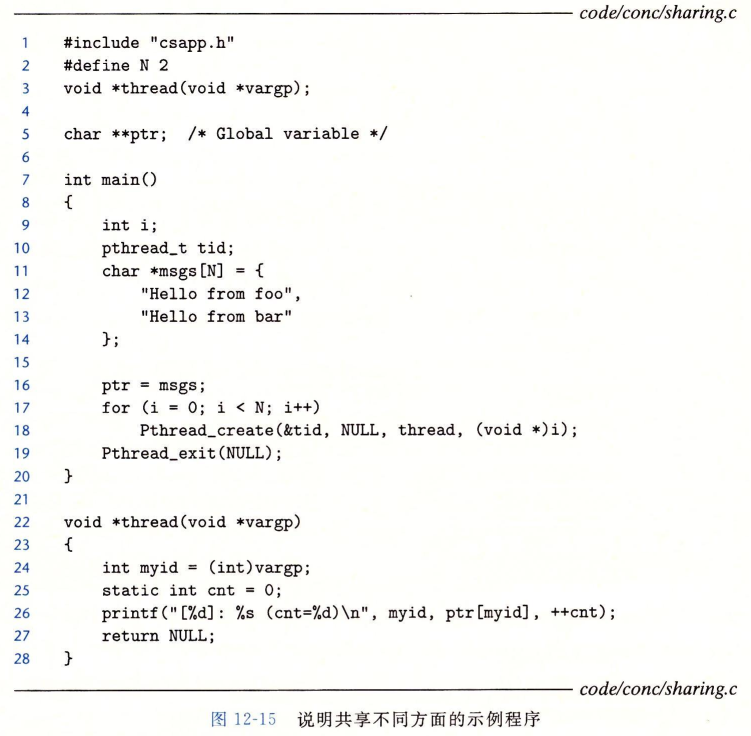 code/conc/sharing.c
1 #include "csapp.h"
2 #define N 2
3 void *thread(void *vargp);
4
5 char **ptr;  /* Global variable */
6
7 int main()
8 {
9     int i;
10     pthread_t tid;
11     char *msgs[N] = {
12         "Hello from foo",
13         "Hello from bar"
14     };
15
16     ptr = msgs;
17     for (i = 0; i < N; i++)
18         Pthread_create(&tid, NULL, thread, (void *)i);
19     Pthread_exit(NULL);
20 }
21
22 void *thread(void *vargp)
23 {
24     int myid = (int)vargp;
25     static int cnt = 0;
26     printf("[%d]: %s (cnt=%d)\n", myid, ptr[myid], ++cnt);
27     return NULL;
28 }
code/conc/sharing.c
图 12-15 说明共享不同方面的示例程序